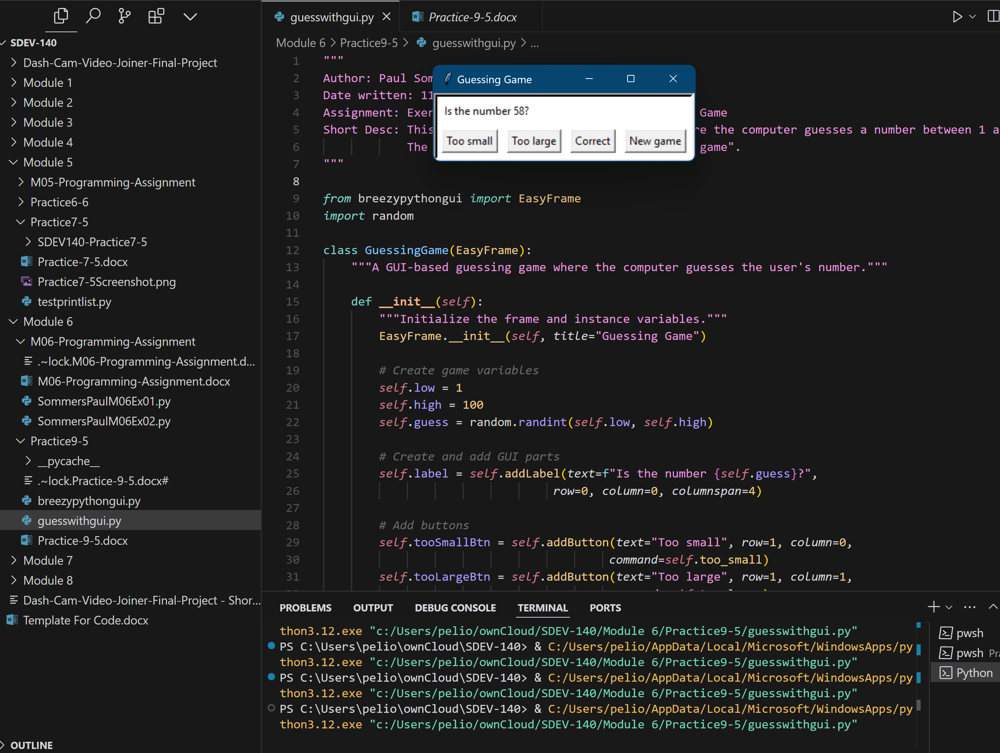 SDEV-140
Dash-Cam-Video-Joiner-Final-Project
Module 1
Module 2
Module 3
Module 4
Module 5
M05-Programming-Assignment
Practice6-6
Practice7-5
SDEV140-Practice7-5
Practice-7-5.docx
Practice7-5Screenshot.png
testprintlist.py
Module 6
M06-Programming-Assignment
.~lock.M06-Programming-Assignment.d...
M06-Programming-Assignment.docx
SommersPaulM06Ex01.py
SommersPaulM06Ex02.py
Practice9-5
__pycache__
.~lock.Practice-9-5.docx#
breezypythongui.py
guesswithgui.py
Practice-9-5.docx
Module 7
Module 8
Dash-Cam-Video-Joiner-Final-Project - Shor...
Template For Code.docx
OUTLINE
guesswithgui.py
Practice-9-5.docx
Module 6 > Practice9-5 > guesswithgui.py > ...
1 """
2 Author: Paul Som
3 Date written: 11
4 Assignment: Exer Game
5 Short Desc: This re the computer guesses a number between 1 a
6 The game".
7 """
8
9 from breezypythongui import EasyFrame
10 import random
11
12 class GuessingGame(EasyFrame):
13 """A GUI-based guessing game where the computer guesses the user's number."""
14
15 def __init__(self):
16 """Initialize the frame and instance variables."""
17 EasyFrame.__init__(self, title="Guessing Game")
18
19 # Create game variables
20 self.low = 1
21 self.high = 100
22 self.guess = random.randint(self.low, self.high)
23
24 # Create and add GUI parts
25 self.label = self.addLabel(text=f"Is the number {self.guess}?",
26 row=0, column=0, columnspan=4)
27
28 # Add buttons
29 self.tooSmallBtn = self.addButton(text="Too small", row=1, column=0,
30 command=self.too_small)
31 self.tooLargeBtn = self.addButton(text="Too large", row=1, column=1,
Guessing Game
Is the number 58?
Too small Too large Correct New game
PROBLEMS OUTPUT DEBUG CONSOLE TERMINAL PORTS
thon3.12.exe "c:/Users/pelio/ownCloud/SDEV-140/Module 6/Practice9-5/guesswithgui.py"
PS C:\Users\pelio\ownCloud\SDEV-140> & C:/Users/pelio/AppData/Local/Microsoft/WindowsApps/py
thon3.12.exe "c:/Users/pelio/ownCloud/SDEV-140/Module 6/Practice9-5/guesswithgui.py"
PS C:\Users\pelio\ownCloud\SDEV-140> & C:/Users/pelio/AppData/Local/Microsoft/WindowsApps/py
thon3.12.exe "c:/Users/pelio/ownCloud/SDEV-140/Module 6/Practice9-5/guesswithgui.py"
PS C:\Users\pelio\ownCloud\SDEV-140> & C:/Users/pelio/AppData/Local/Microsoft/WindowsApps/py
thon3.12.exe "c:/Users/pelio/ownCloud/SDEV-140/Module 6/Practice9-5/guesswithgui.py"
pwsh
pwsh Pra
Python